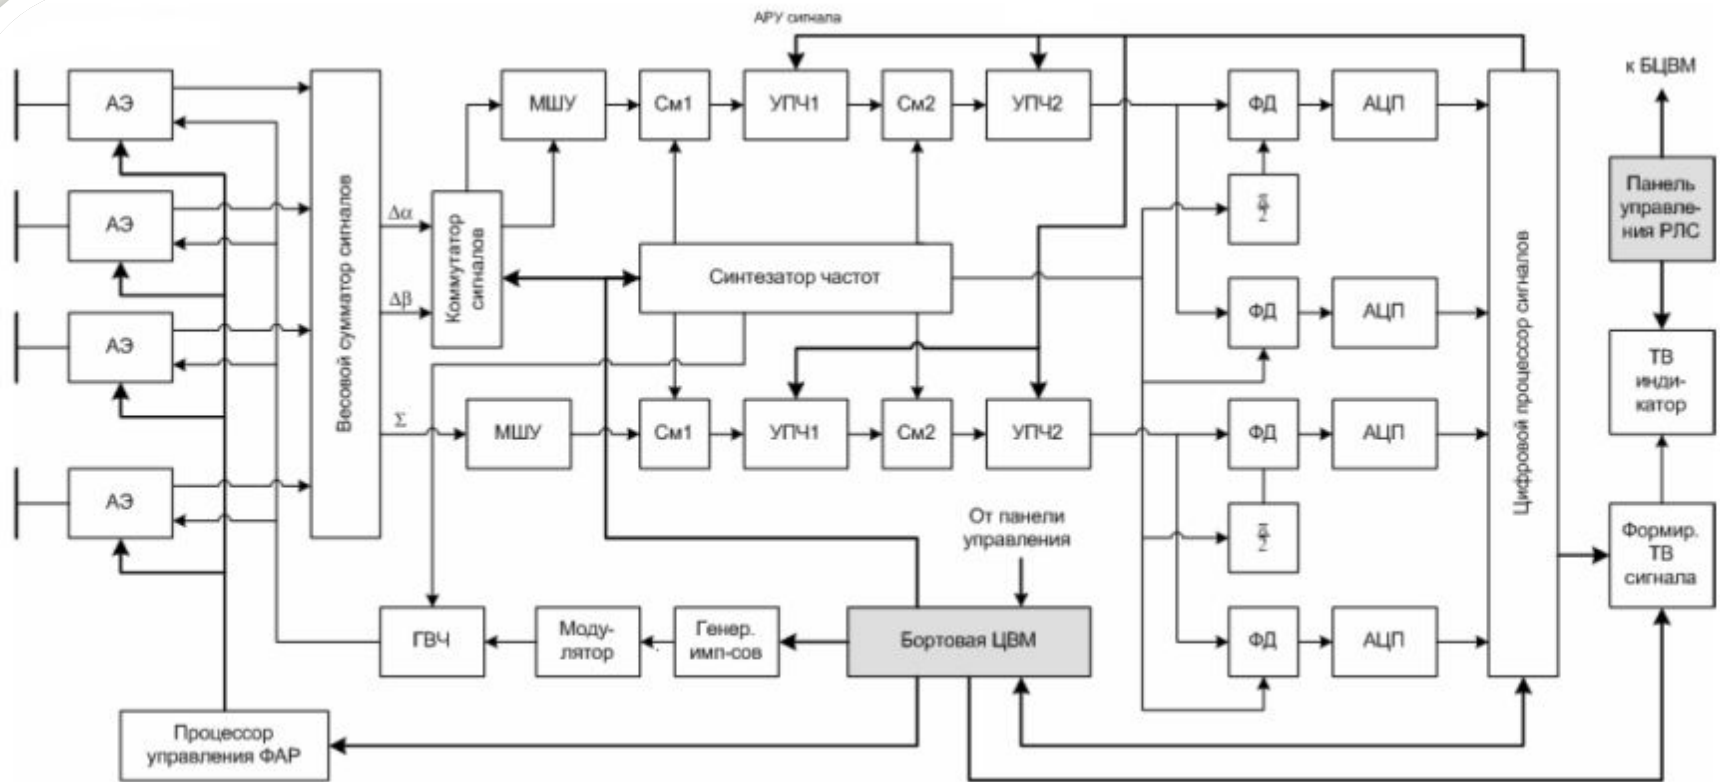 АРУ сигнала
АЭ
МШУ
См1
УПЧ1
См2
УПЧ2
ФД
АЦП
к БЦВМ
АЭ
Весовой сумматор сигналов
Δα
Δβ
Σ
Коммутатор
сигналов
Синтезатор частот
π
2
ФД
АЦП
Цифровой процессор сигналов
Панель
управле-
ния РЛС
АЭ
ТВ
инди-
катор
МШУ
См1
УПЧ1
См2
УПЧ2
ФД
АЦП
АЭ
От панели
управления
π
2
Формир.
ТВ
сигнала
ГВЧ
Моду-
лятор
Генер.
имп-сов
Бортовая ЦВМ
ФД
АЦП
Процессор
управления ФАР